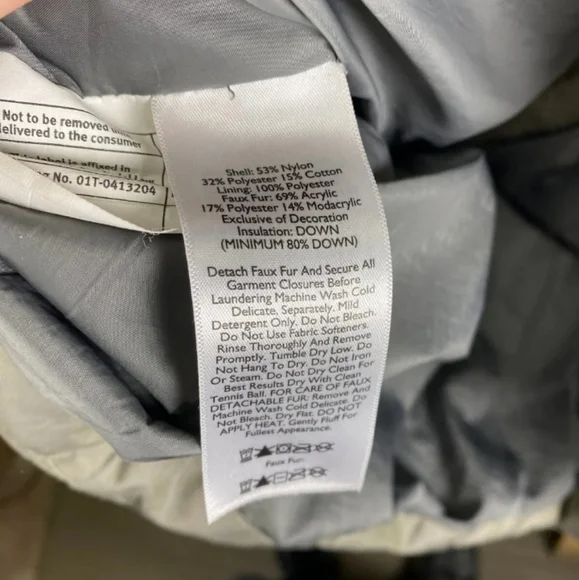 Not to be removed until
delivered to the consumer
label is affixed in
No. 01T-0413204
Shell: 53% Nylon
32% Polyester 15% Cotton
Lining: 100% Polyester
Faux Fur: 69% Acrylic
17% Polyester 14% Modacrylic
Exclusive of Decoration
Insulation: DOWN
(MINIMUM 80% DOWN)
Detach Faux Fur And Secure All
Garment Closures Before
Laundering Machine Wash Cold
Delicate, Separately. Mild
Detergent Only. Do Not Bleach.
Do Not Use Fabric Softeners.
Rinse Thoroughly And Remove
Promptly. Tumble Dry Low. Do
Not Hang To Dry. Do Not Iron
Or Steam. Do Not Dry Clean For
Best Results Dry With Clean
Tennis Ball. FOR CARE OF FAUX
DETACHABLE FUR: Remove And
Machine Wash Cold Delicate. Do
Not Bleach. Dry Flat. DO NOT
APPLY HEAT. Gently Fluff For
Fullest Appearance.
Faux Fur: